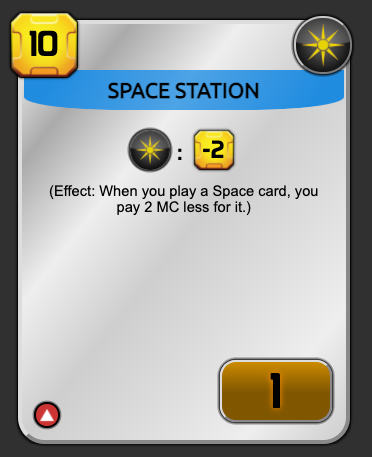 10
SPACE STATION
: -2
(Effect: When you play a Space card, you
pay 2 MC less for it.)
1